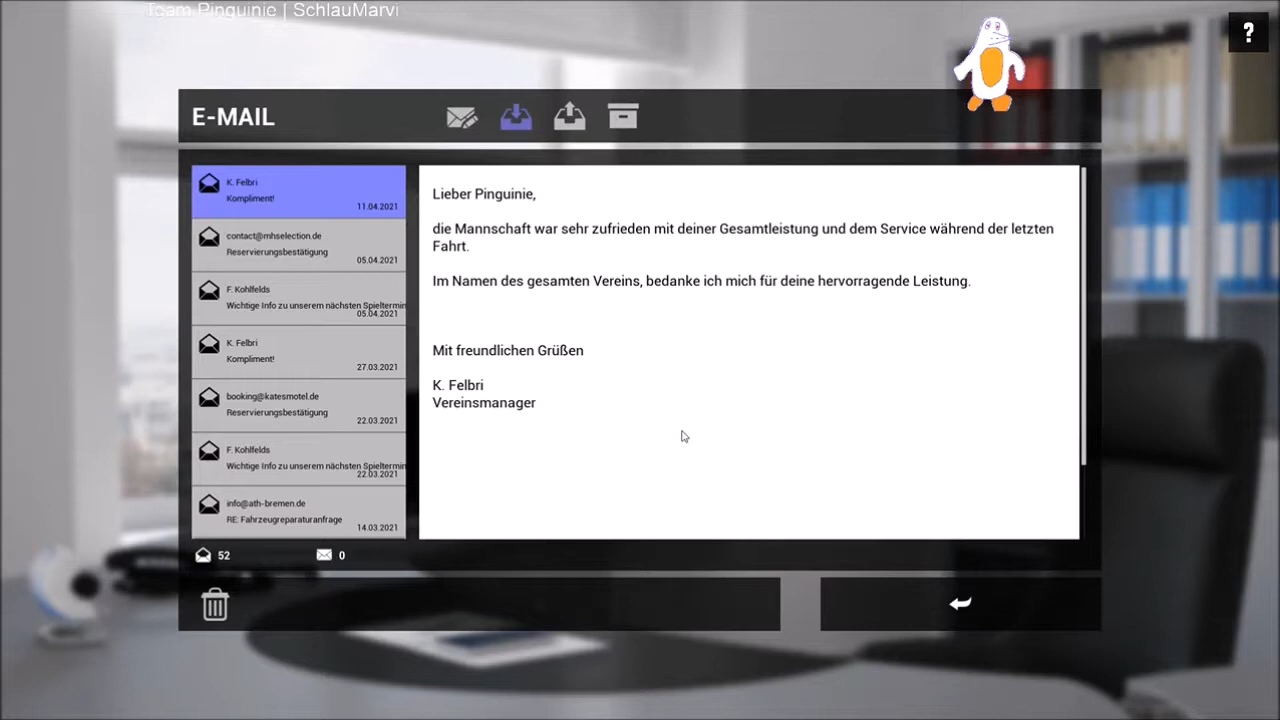 Team Pinguinie | SchlauMarvi
?
E-MAIL
K. Felbri
Kompliment!
11.04.2021
contact@mhselection.de
Reservierungsbestätigung
05.04.2021
F. Kohlfelds
Wichtige Info zu unserem nächsten Spieltermin
05.04.2021
K. Felbri
Kompliment!
27.03.2021
booking@katesmotel.de
Reservierungsbestätigung
22.03.2021
F. Kohlfelds
Wichtige Info zu unserem nächsten Spieltermin
22.03.2021
info@ath-bremen.de
RE: Fahrzeugreparaturanfrage
14.03.2021
52
0
Lieber Pinguinie,
die Mannschaft war sehr zufrieden mit deiner Gesamtleistung und dem Service während der letzten
Fahrt.
Im Namen des gesamten Vereins, bedanke ich mich für deine hervorragende Leistung.
Mit freundlichen Grüßen
K. Felbri
Vereinsmanager